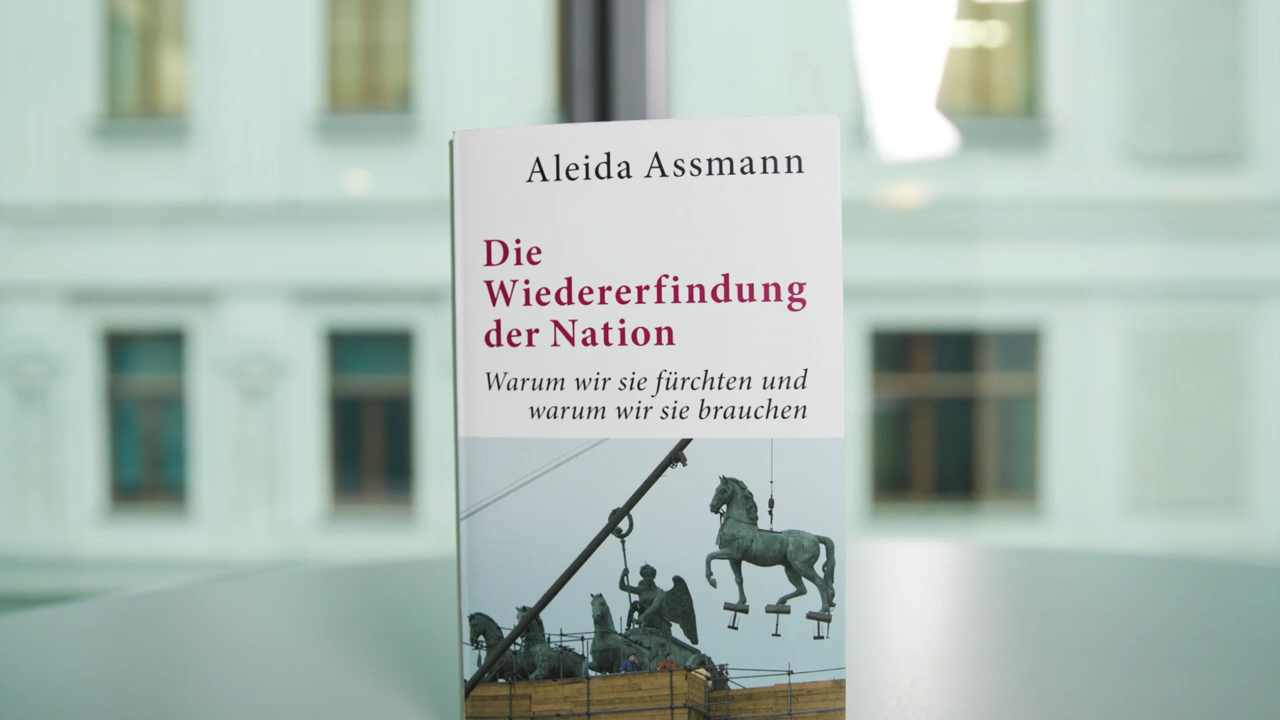 Aleida Assmann
Die
Wiedererfindung
der Nation
Warum wir sie fürchten und
warum wir sie brauchen